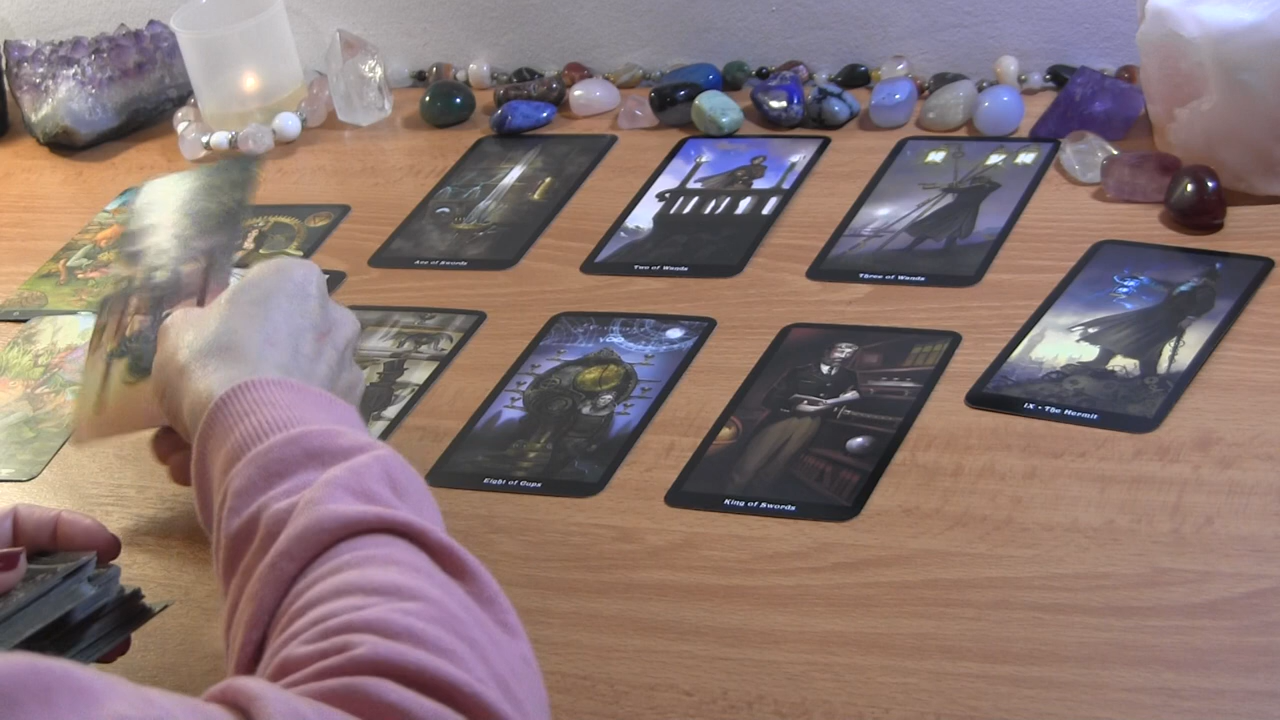 Ace of Swords
Two of Wands
Three of Wands
IX • The Hermit
Eight of Cups
King of Swords